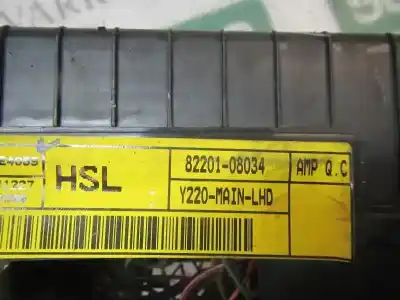 HSL
82201-08034
AMP Q.C
Y220-MAIN-LHD